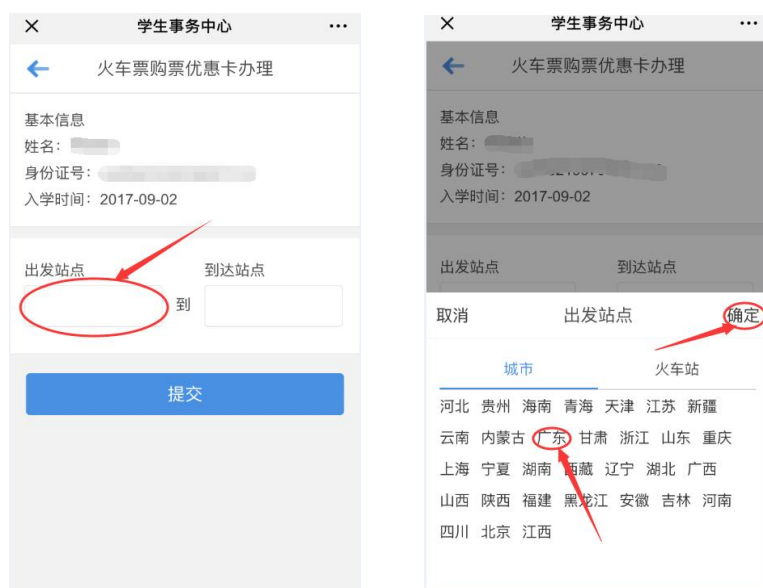 学生事务中心
火车票购票优惠卡办理
基本信息
姓名：
身份证号：
入学时间：2017-09-02
出发站点 到达站点
到
提交
学生事务中心
火车票购票优惠卡办理
基本信息
姓名：
身份证号：
入学时间：2017-09-02
出发站点 到达站点
取消 出发站点 确定
城市 火车站
河北 贵州 海南 青海 天津 江苏 新疆
云南 内蒙古 广东 甘肃 浙江 山东 重庆
上海 宁夏 湖南 西藏 辽宁 湖北 广西
山西 陕西 福建 黑龙江 安徽 吉林 河南
四川 北京 江西